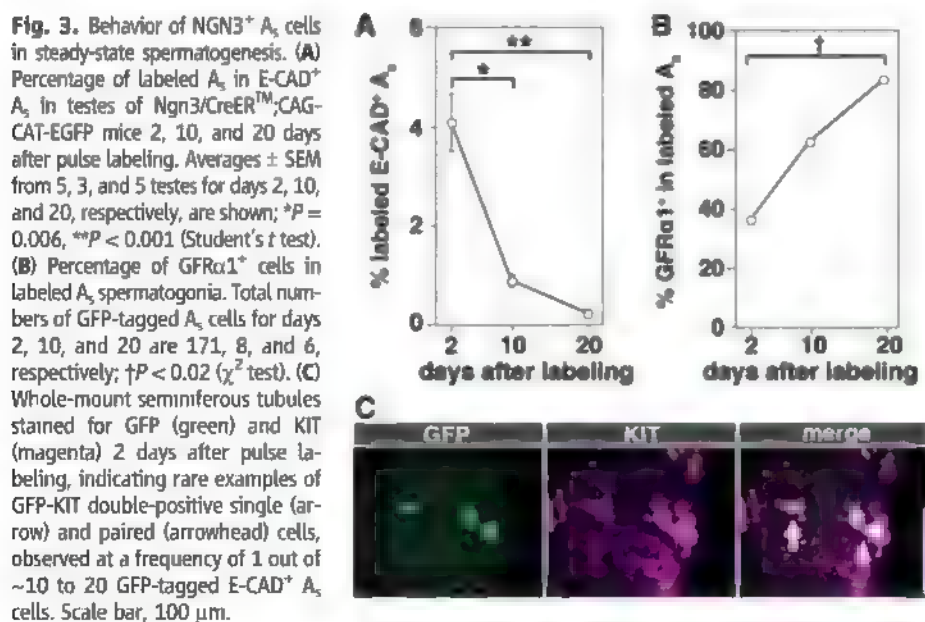 Fig. 3. Behavior of NGN3⁺ Aₛ cells
in steady-state spermatogenesis. (A)
Percentage of labeled Aₛ in E-CAD⁺
Aₛ in testes of Ngn3/CreER™;CAG-
CAT-EGFP mice 2, 10, and 20 days
after pulse labeling. Averages ± SEM
from 5, 3, and 5 testes for days 2, 10,
and 20, respectively, are shown; *P =
0.006, **P < 0.001 (Student's t test).
(B) Percentage of GFRα1⁺ cells in
labeled Aₛ spermatogonia. Total num-
bers of GFP-tagged Aₛ cells for days
2, 10, and 20 are 171, 8, and 6,
respectively; †P < 0.02 (χ² test). (C)
Whole-mount seminiferous tubules
stained for GFP (green) and KIT
(magenta) 2 days after pulse la-
beling, indicating rare examples of
GFP-KIT double-positive single (ar-
row) and paired (arrowhead) cells,
observed at a frequency of 1 out of
~10 to 20 GFP-tagged E-CAD⁺ Aₛ
cells. Scale bar, 100 μm.
A
% labeled E-CAD⁺ Aₛ
6
4
2
0
**
*
2 10 20
days after labeling
B
% GFRα1⁺ in labeled Aₛ
100
80
60
40
20
0
†
2 10 20
days after labeling
C
GFP KIT merge